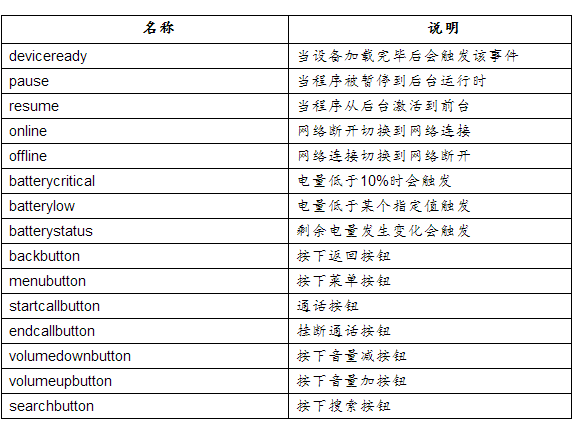 名称 说明
deviceready 当设备加载完毕后会触发该事件
pause 当程序被暂停到后台运行时
resume 当程序从后台激活到前台
online 网络断开切换到网络连接
offline 网络连接切换到网络断开
batterycritical 电量低于10%时会触发
batterylow 电量低于某个指定值触发
batterystatus 剩余电量发生变化会触发
backbutton 按下返回按钮
menubutton 按下菜单按钮
startcallbutton 通话按钮
endcallbutton 挂断通话按钮
volumedownbutton 按下音量减按钮
volumeupbutton 按下音量加按钮
searchbutton 按下搜索按钮